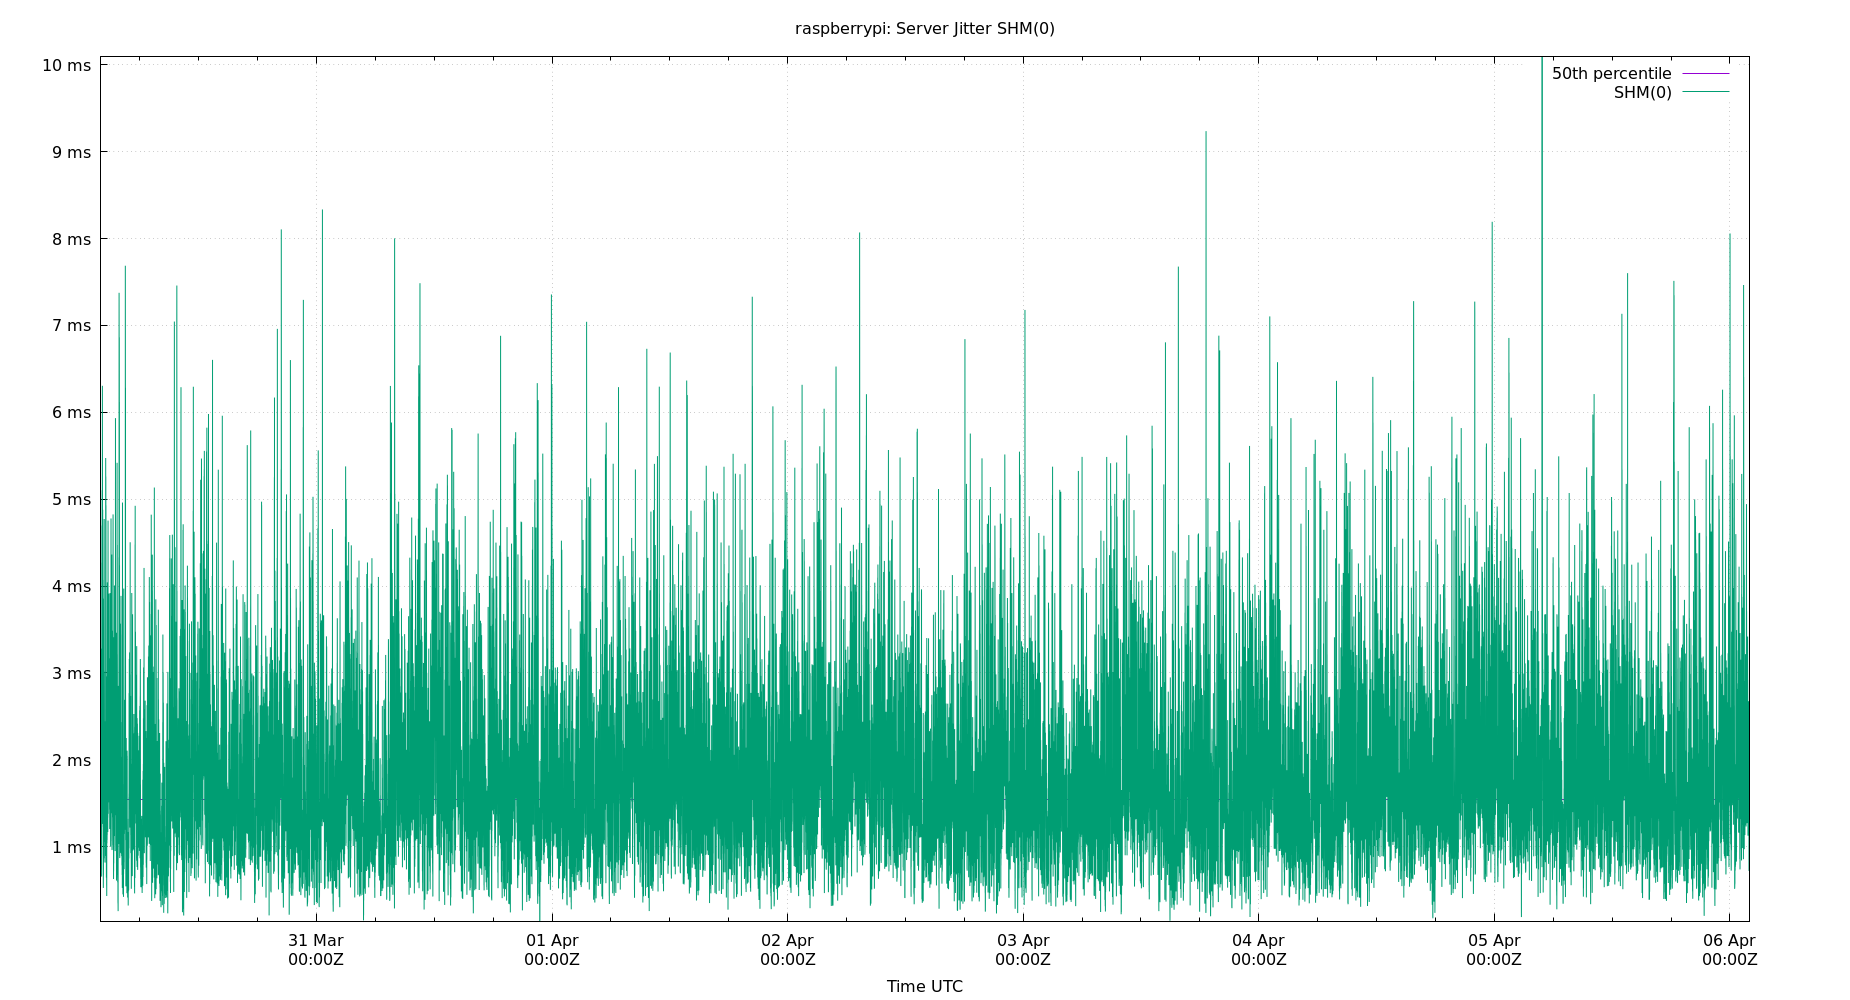 raspberrypi: Server Jitter SHM(0)
10 ms
9 ms
8 ms
7 ms
6 ms
5 ms
4 ms
3 ms
2 ms
1 ms
50th percentile
SHM(0)
31 Mar 01 Apr 02 Apr 03 Apr 04 Apr 05 Apr 06 Apr
00:00Z 00:00Z 00:00Z 00:00Z 00:00Z 00:00Z 00:00Z
Time UTC